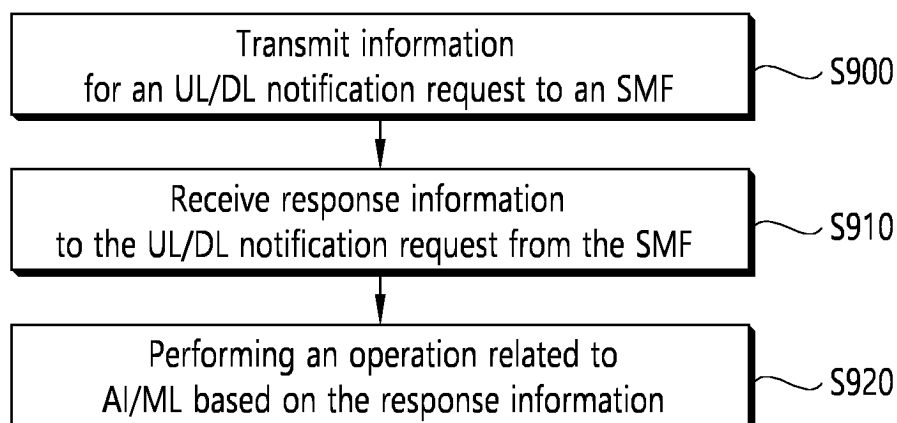 Transmit information
for an UL/DL notification request to an SMF
S900
Receive response information
to the UL/DL notification request from the SMF
S910
Performing an operation related to
AI/ML based on the response information
S920